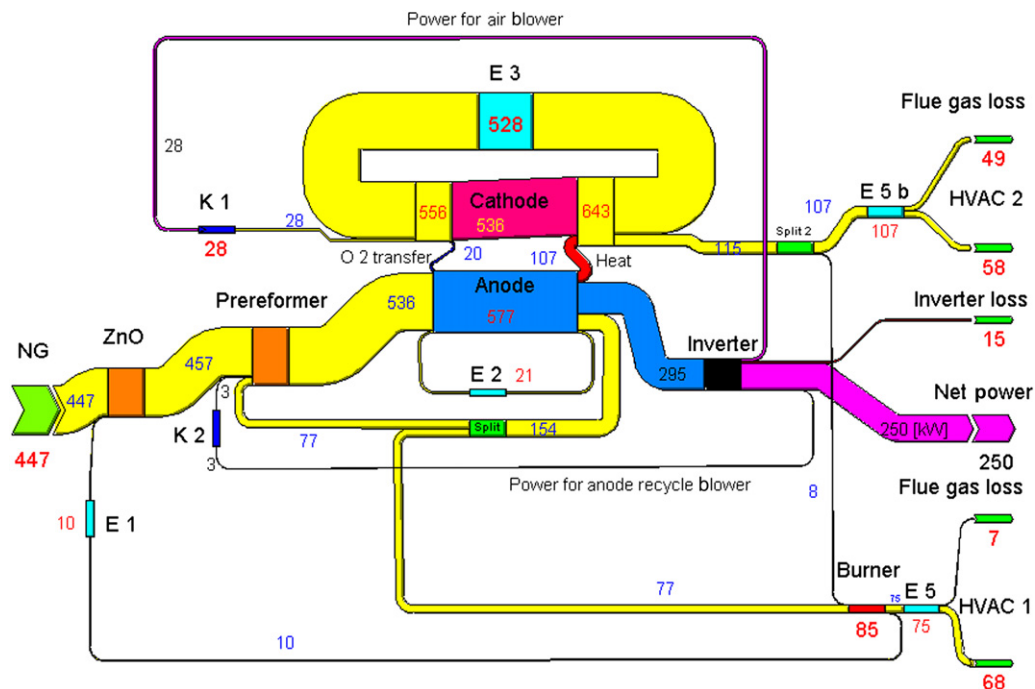 Power for air blower
E 3
Flue gas loss
528
49
28
K 1
Cathode
E 5 b
HVAC 2
556
536
643
107
28
Split 2
107
28
115
58
O 2 transfer
20
107
Heat
Prereformer
Anode
Inverter loss
536
577
ZnO
Inverter
15
NG
457
E 2
21
295
Net power
447
3
Split
154
250 [kW]
K 2
77
447
3
250
Power for anode recycle blower
8
Flue gas loss
10
E 1
7
Burner
77
75
E 5
HVAC 1
85
75
10
68